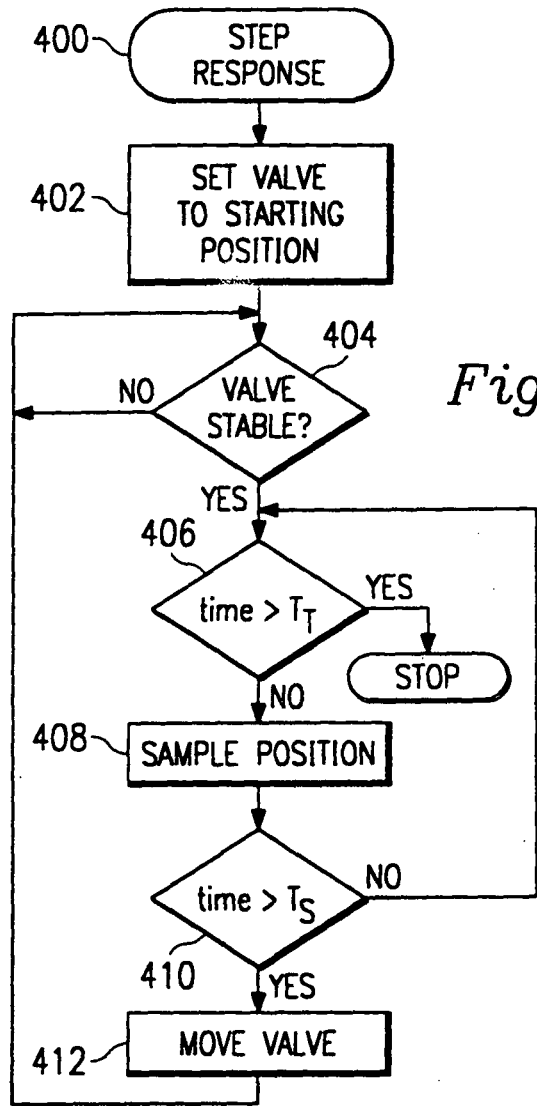 400
STEP
RESPONSE
402
SET VALVE
TO STARTING
POSITION
404
NO
VALVE
STABLE?
Fig
YES
406
time > T_T
YES
STOP
NO
408
SAMPLE POSITION
time > T_S
NO
410
YES
412
MOVE VALVE